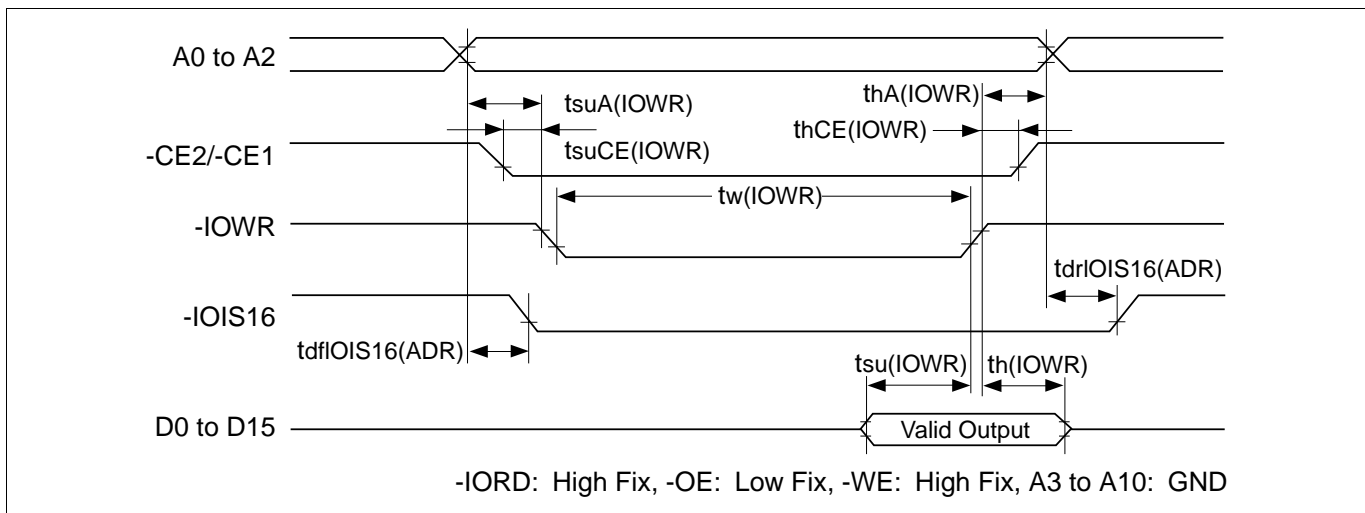 A0 to A2
tsuA(IOWR)
thA(IOWR)
thCE(IOWR)
-CE2/-CE1
tsuCE(IOWR)
tw(IOWR)
-IOWR
tdrIOIS16(ADR)
-IOIS16
tdfIOIS16(ADR)
tsu(IOWR)
th(IOWR)
D0 to D15
Valid Output
-IORD: High Fix, -OE: Low Fix, -WE: High Fix, A3 to A10: GND